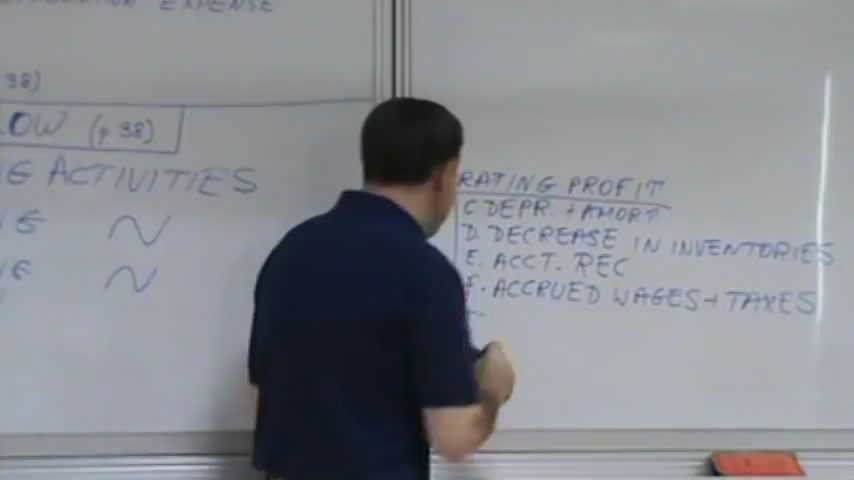 EXPENSE
38)
LOW (p 38)
G ACTIVITIES
RATING PROFIT
C DEPR. + AMORT
D. DECREASE IN INVENTORIES
E. ACCT. REC
F. ACCRUED WAGES + TAXES